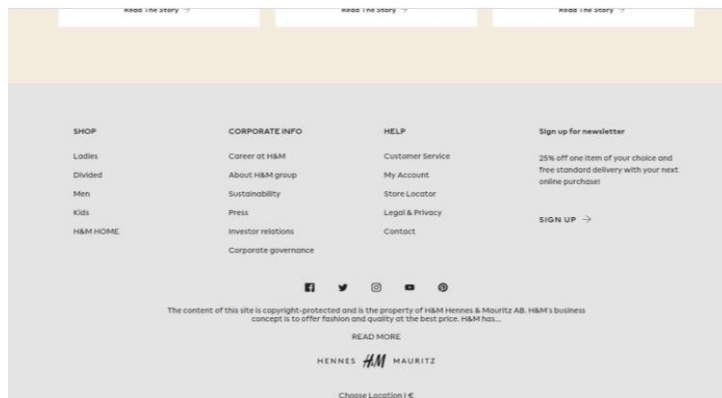 Read The Story →
Read The Story →
Read The Story →
SHOP
Ladies
Divided
Men
Kids
H&M HOME
CORPORATE INFO
Career at H&M
About H&M group
Sustainability
Press
Investor relations
Corporate governance
HELP
Customer Service
My Account
Store Locator
Legal & Privacy
Contact
Sign up for newsletter
25% off one item of your choice and
free standard delivery with your next
online purchase!
SIGN UP →
The content of this site is copyright-protected and is the property of H&M Hennes & Mauritz AB. H&M's business
concept is to offer fashion and quality at the best price. H&M has...
READ MORE
HENNES H&M MAURITZ
Choose Location | €